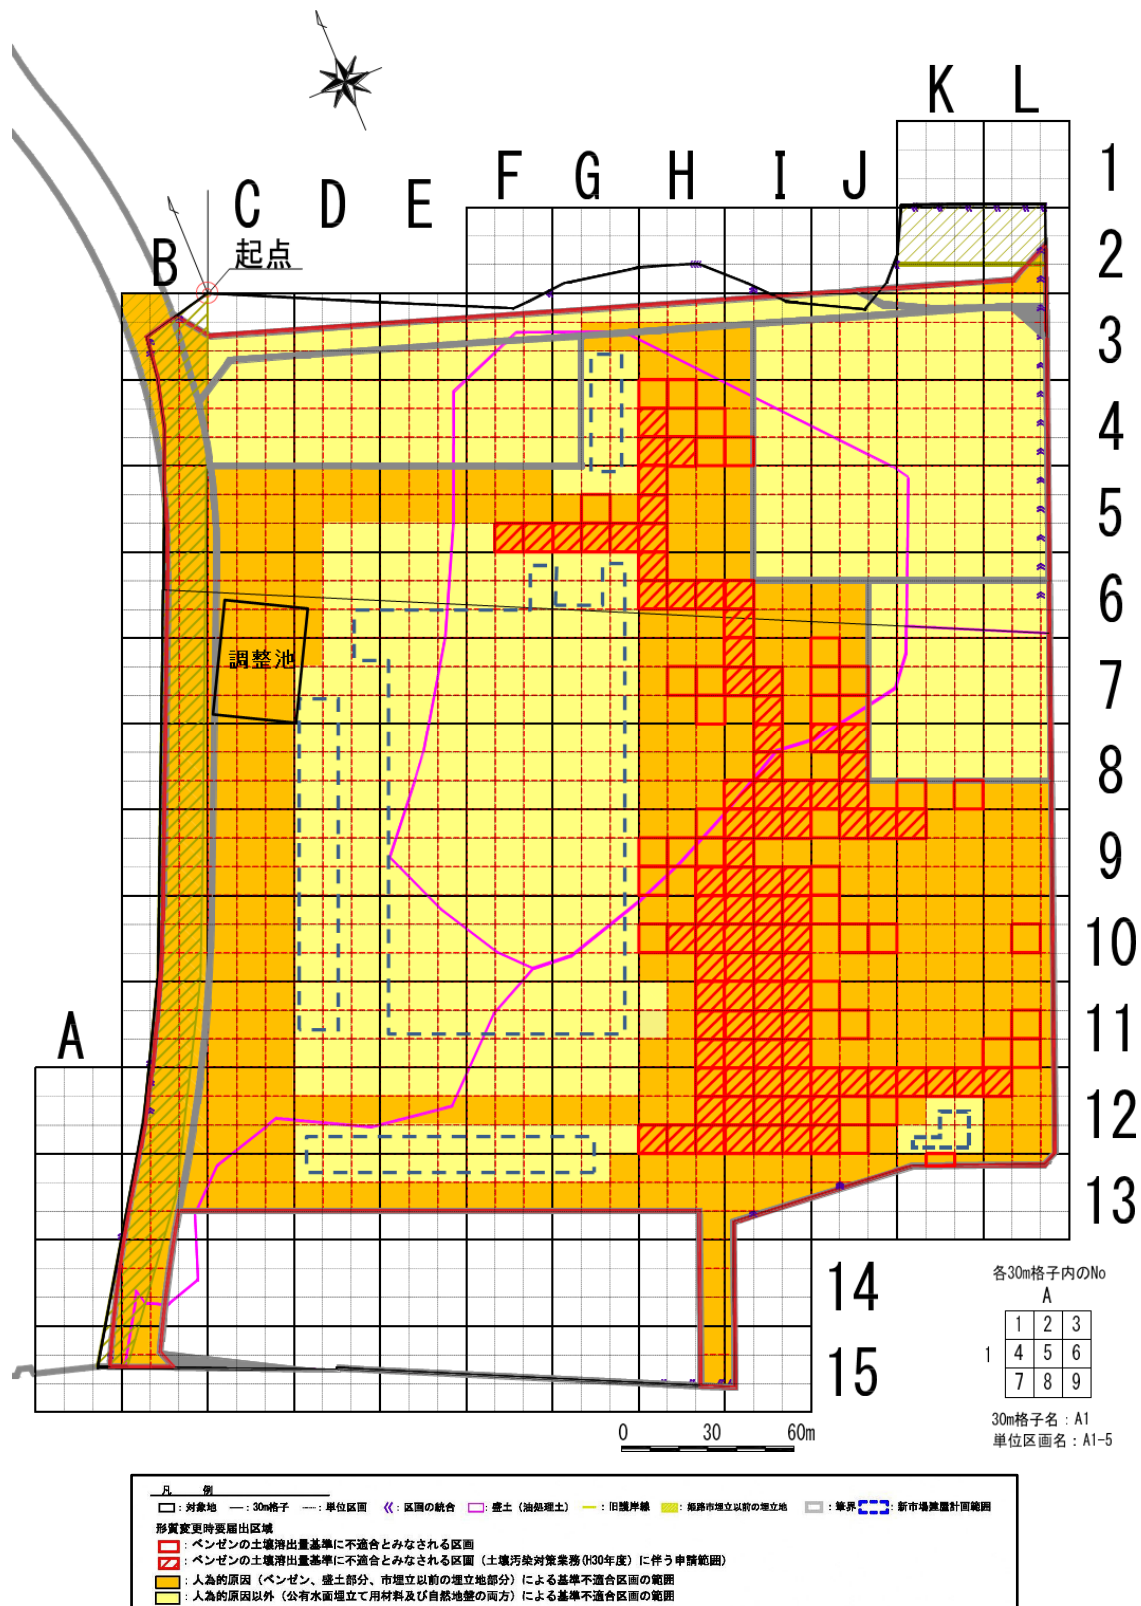 K L
1
F G H I J
C D E
B
起点
2
3
4
5
6
調整池
7
8
9
10
11
A
12
13
14
15
各30m格子内のNo
A
1 2 3
1 4 5 6
7 8 9
30m格子名：A1
単位区画名：A1-5
0 30 60m
凡 例
：対象地 ：30m格子 ：単位区画 ：区画の統合 ：盛土（油処理土） ：旧護岸線 ：姫路市埋立以前の埋立地 ：筆界 ：新市場建屋計画範囲
形質変更時要届出区域
：ベンゼンの土壌溶出量基準に不適合とみなされる区画
：ベンゼンの土壌溶出量基準に不適合とみなされる区画（土壌汚染対策業務(H30年度）に伴う申請範囲）
：人為的原因（ベンゼン、盛土部分、市埋立以前の埋立地部分）による基準不適合区画の範囲
：人為的原因以外（公有水面埋立て用材料及び自然地盤の両方）による基準不適合区画の範囲